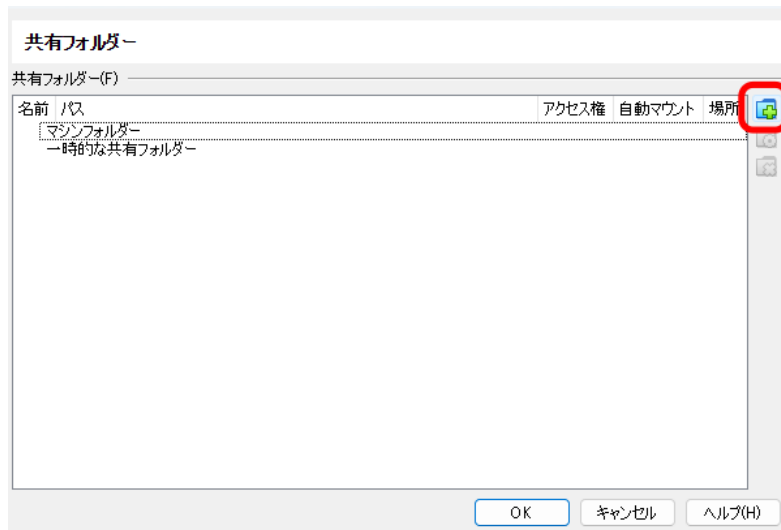 共有フォルダー
共有フォルダー(F)
名前 パス アクセス権 自動マウント 場所
マシンフォルダー
一時的な共有フォルダー
OK キャンセル ヘルプ(H)